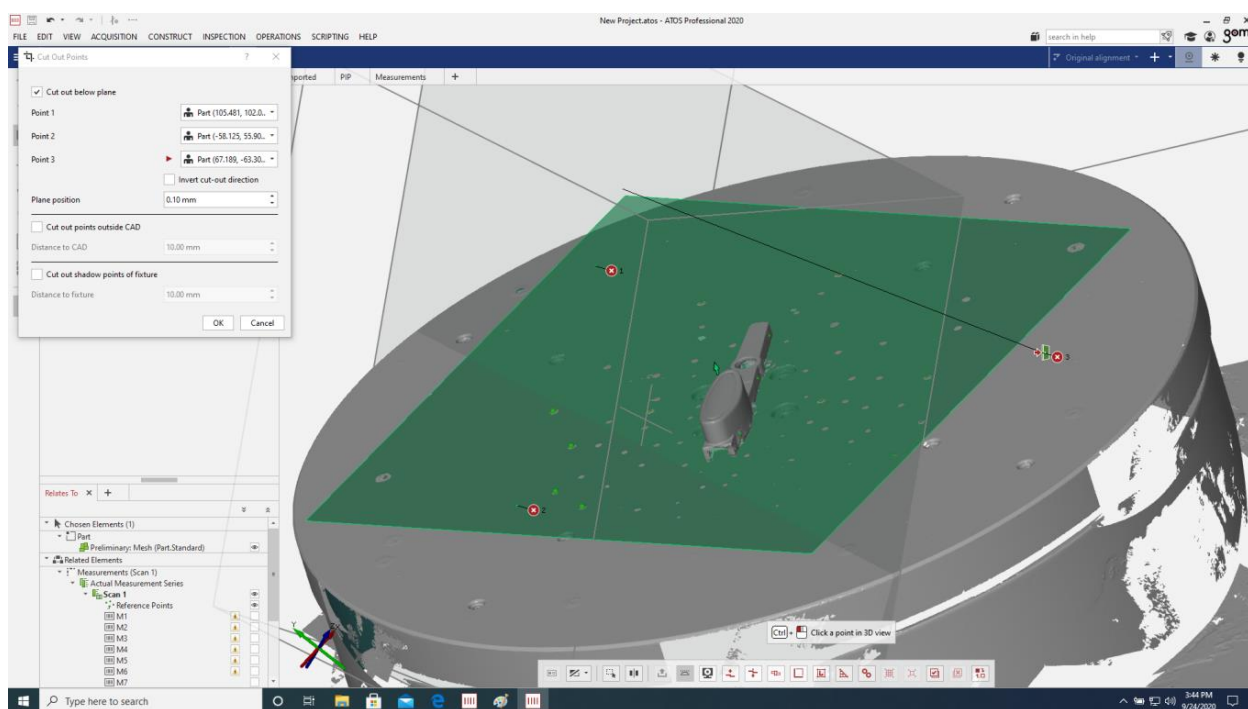 New Project.atos - ATOS Professional 2020
FILE EDIT VIEW ACQUISITION CONSTRUCT INSPECTION OPERATIONS SCRIPTING HELP
search in help
gom
Cut Out Points ? ×
Original alignment
PIP Measurements +
Cut out below plane
Point 1 Part (105.481, 102.0..
Point 2 Part (-58.125, 55.90..
Point 3 Part (67.189, -63.30..
Invert cut-out direction
Plane position 0.10 mm
Cut out points outside CAD
Distance to CAD 10.00 mm
Cut out shadow points of fixture
Distance to fixture 10.00 mm
OK Cancel
1
3
2
Relates To × +
Chosen Elements (1)
Part
Preliminary: Mesh (Part.Standard)
Related Elements
Measurements (Scan 1)
Actual Measurement Series
Scan 1
Reference Points
M1
M2
M3
M4
M5
M6
M7
Y
Ctrl + Click a point in 3D view
Type here to search
3:44 PM
9/24/2020